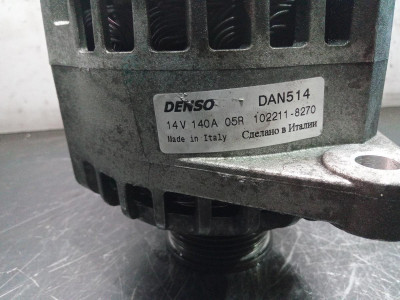 DENSO DAN514
14V 140A 05R 102211-8270
Made in Italy Сделано в Италии